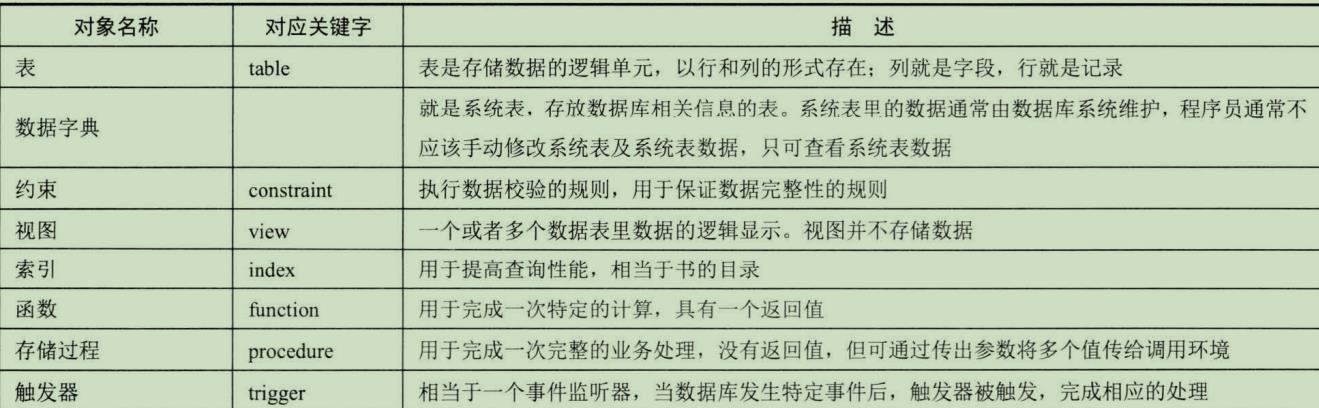 对象名称 对应关键字 描 述
表 table 表是存储数据的逻辑单元，以行和列的形式存在；列就是字段，行就是记录
数据字典 就是系统表，存放数据库相关信息的表。系统表里的数据通常由数据库系统维护，程序员通常不
应该手动修改系统表及系统表数据，只可查看系统表数据
约束 constraint 执行数据校验的规则，用于保证数据完整性的规则
视图 view 一个或者多个数据表里数据的逻辑显示。视图并不存储数据
索引 index 用于提高查询性能，相当于书的目录
函数 function 用于完成一次特定的计算，具有一个返回值
存储过程 procedure 用于完成一次完整的业务处理，没有返回值，但可通过传出参数将多个值传给调用环境
触发器 trigger 相当于一个事件监听器，当数据库发生特定事件后，触发器被触发，完成相应的处理